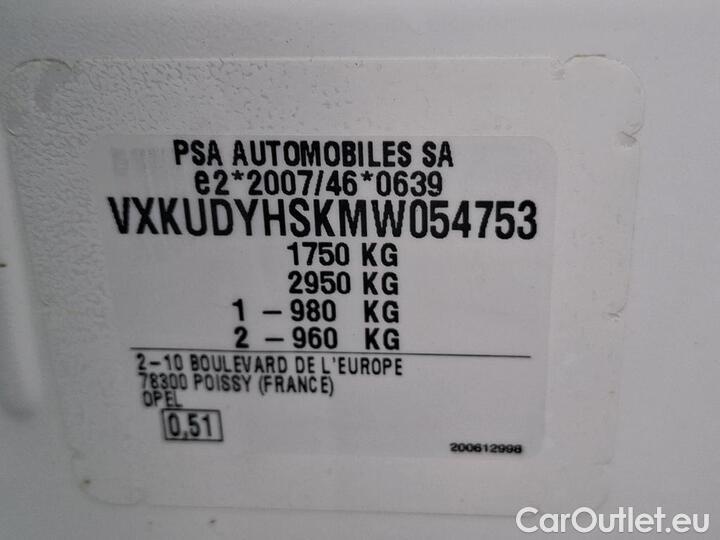 PSA AUTOMOBILES SA
e2*2007/46*0639
VXKUDYHSKMW054753
1750 KG
2950 KG
1 – 980 KG
2 – 960 KG
2–10 BOULEVARD DE L'EUROPE
78300 POISSY (FRANCE)
OPEL
0,51
200612998
CarOutlet.eu